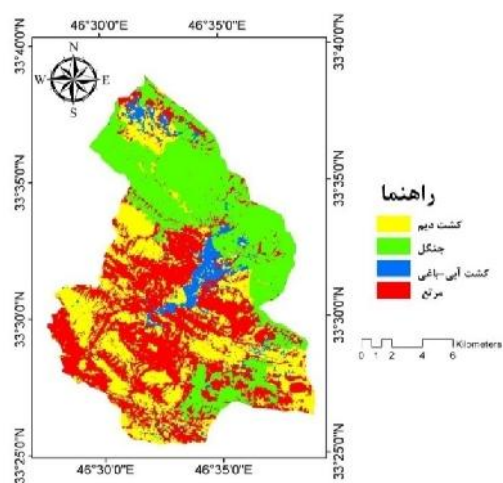 46°30'0"E 46°35'0"E
33°40'0"N 33°40'0"N
N
W E
S
33°35'0"N 33°35'0"N
راهنما
کشت دیم
جنگل
کشت آبی-باغی
مرتع
33°30'0"N 33°30'0"N
Kilometers
0 1 2 4 6
33°25'0"N 33°25'0"N
46°30'0"E 46°35'0"E